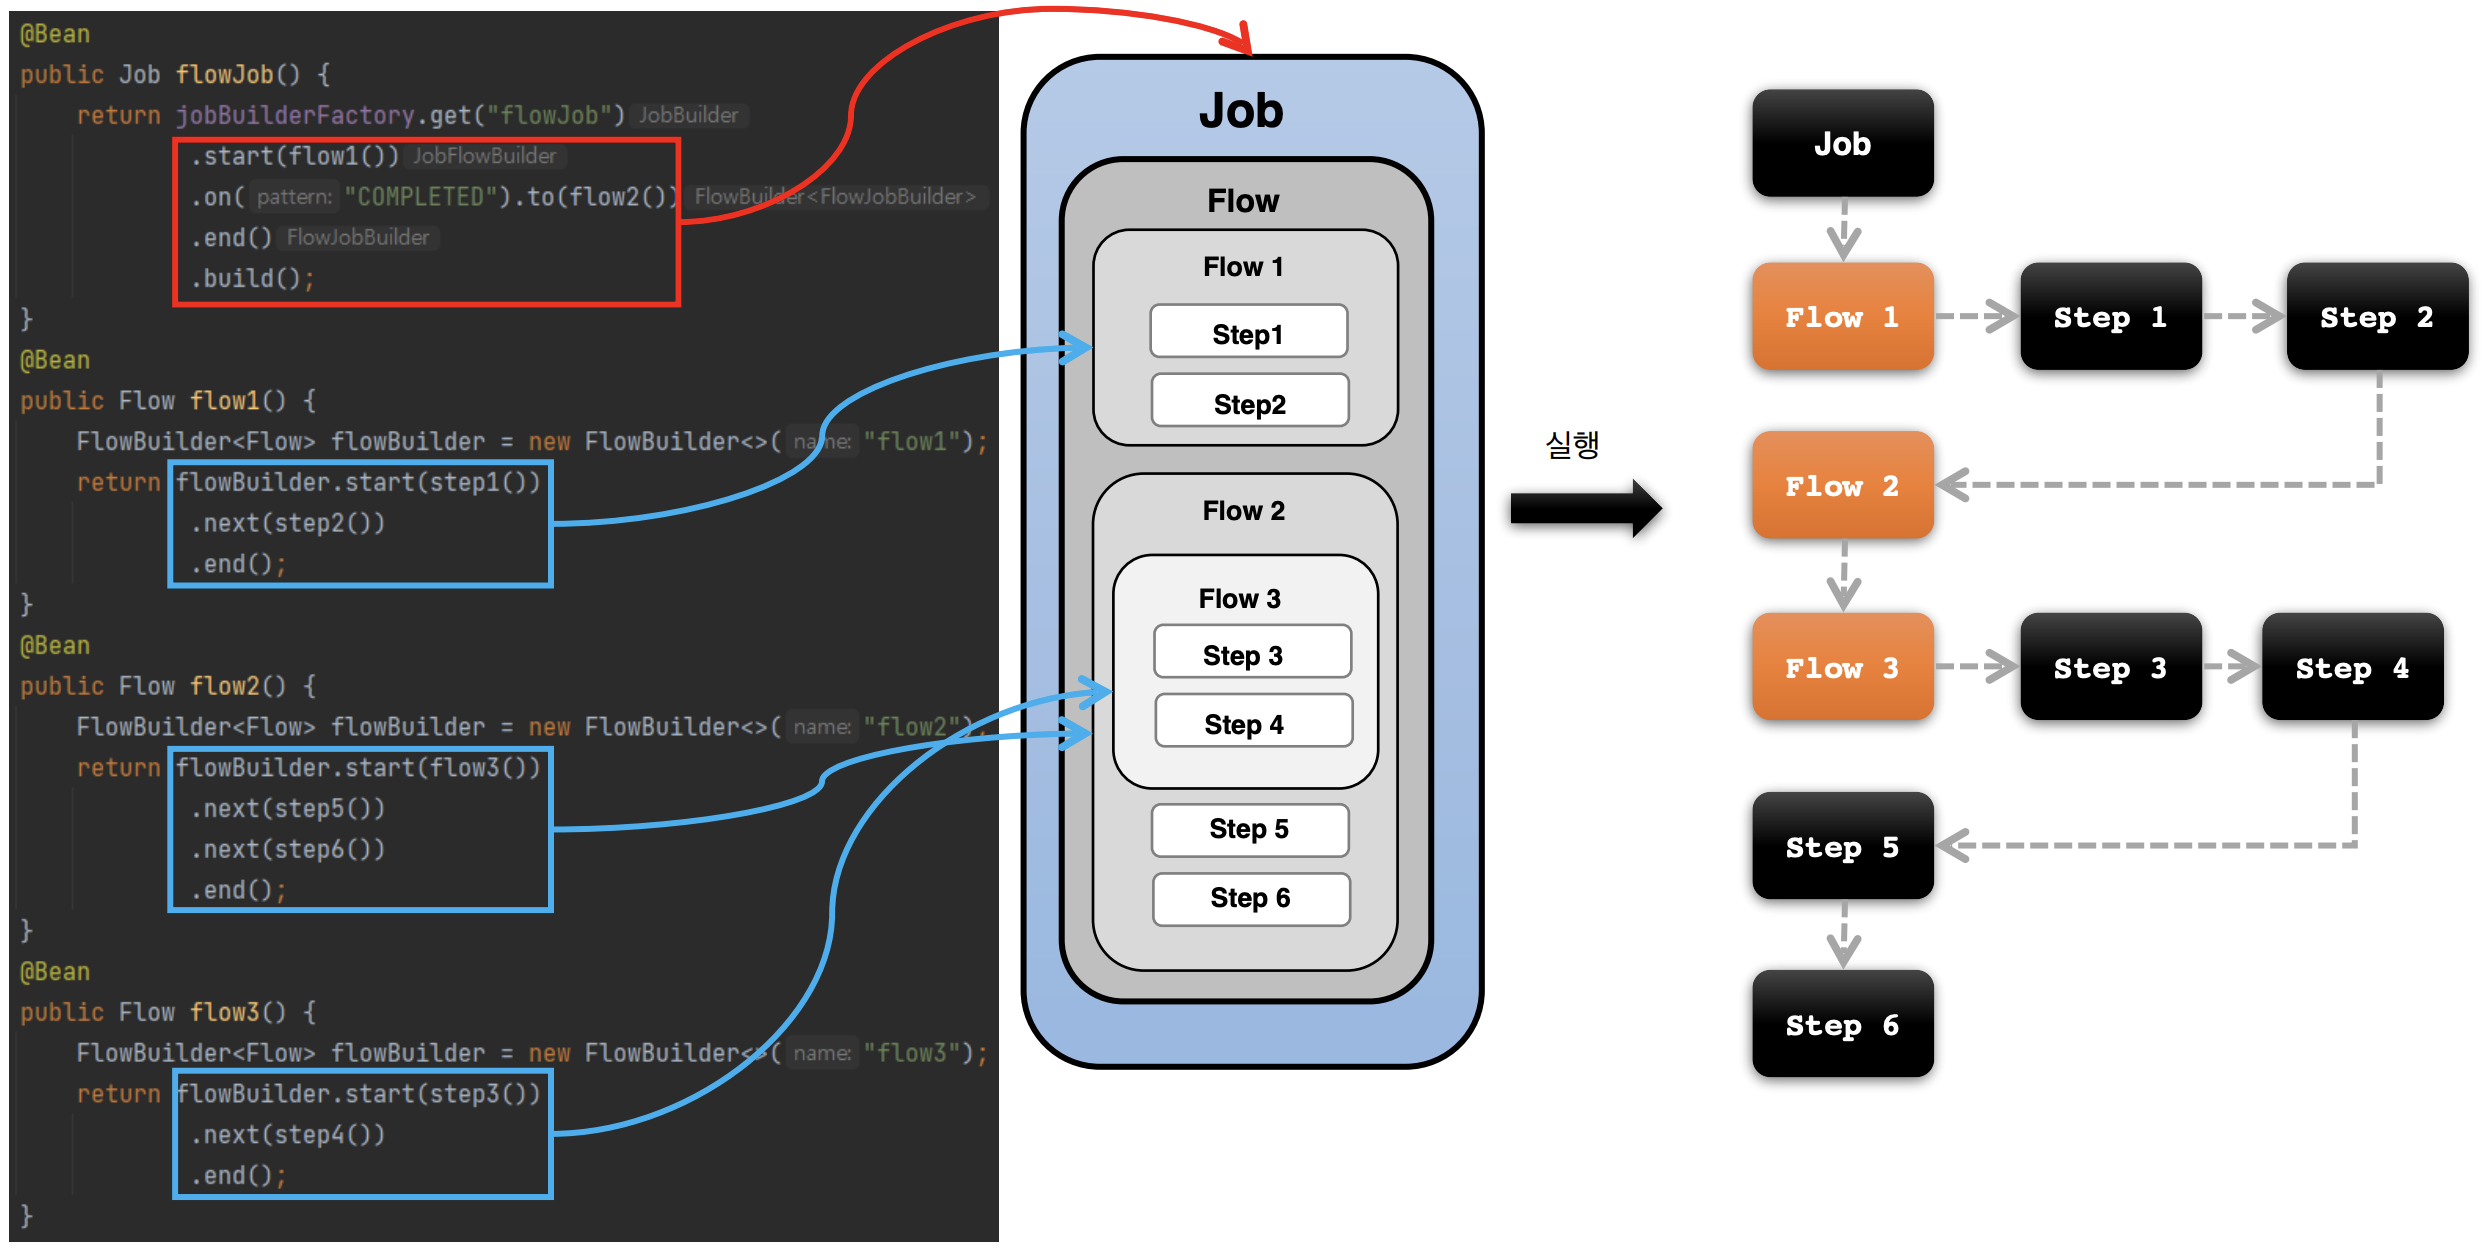 @Bean
public Job flowJob() {
return jobBuilderFactory.get("flowJob") JobBuilder
.start(flow1()) JobFlowBuilder
.on( pattern: "COMPLETED").to(flow2()) FlowBuilder<FlowJobBuilder>
.end() FlowJobBuilder
.build();
}
@Bean
public Flow flow1() {
FlowBuilder<Flow> flowBuilder = new FlowBuilder<>( name: "flow1");
return flowBuilder.start(step1())
.next(step2())
.end();
}
@Bean
public Flow flow2() {
FlowBuilder<Flow> flowBuilder = new FlowBuilder<>( name: "flow2");
return flowBuilder.start(flow3())
.next(step5())
.next(step6())
.end();
}
@Bean
public Flow flow3() {
FlowBuilder<Flow> flowBuilder = new FlowBuilder<>( name: "flow3");
return flowBuilder.start(step3())
.next(step4())
.end();
}
Job
Flow
Flow 1
Step1
Step2
Flow 2
Flow 3
Step 3
Step 4
Step 5
Step 6
실행
Job
Flow 1
Step 1
Step 2
Flow 2
Flow 3
Step 3
Step 4
Step 5
Step 6